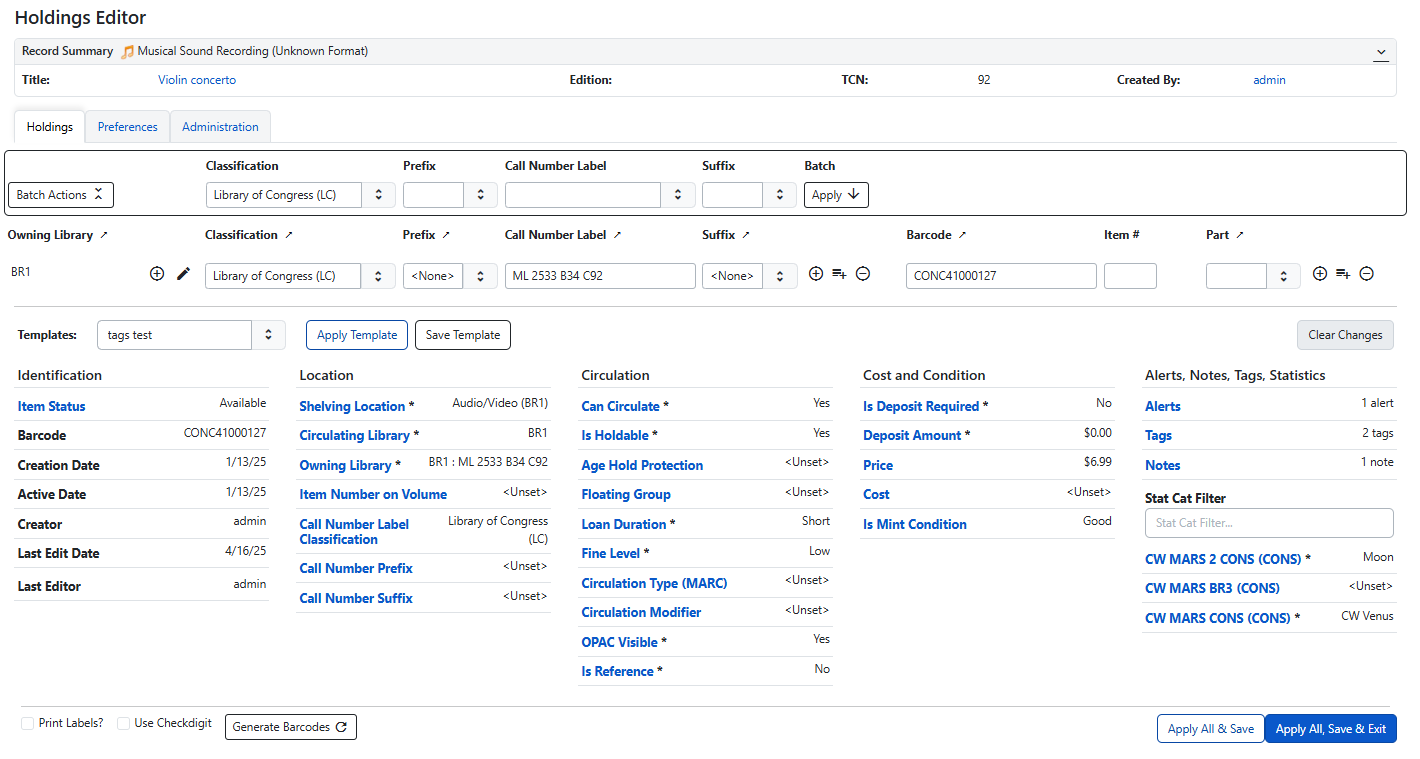 Holdings Editor
Record Summary Musical Sound Recording (Unknown Format)
Title: Violin concerto Edition: TCN: 92 Created By: admin
Holdings Preferences Administration
Classification Prefix Call Number Label Suffix Batch
Batch Actions Library of Congress (LC) Apply
Owning Library Classification Prefix Call Number Label Suffix Barcode Item # Part
BR1 Library of Congress (LC) <None> ML 2533 B34 C92 <None> CONC41000127
Templates: tags test Apply Template Save Template Clear Changes
Identification
Item Status Available
Barcode CONC41000127
Creation Date 1/13/25
Active Date 1/13/25
Creator admin
Last Edit Date 4/16/25
Last Editor admin
Location
Shelving Location * Audio/Video (BR1)
Circulating Library * BR1
Owning Library * BR1 : ML 2533 B34 C92
Item Number on Volume <Unset>
Call Number Label Library of Congress
Classification (LC)
Call Number Prefix <Unset>
Call Number Suffix <Unset>
Circulation
Can Circulate * Yes
Is Holdable * Yes
Age Hold Protection <Unset>
Floating Group <Unset>
Loan Duration * Short
Fine Level * Low
Circulation Type (MARC) <Unset>
Circulation Modifier <Unset>
OPAC Visible * Yes
Is Reference * No
Cost and Condition
Is Deposit Required * No
Deposit Amount * $0.00
Price $6.99
Cost <Unset>
Is Mint Condition Good
Alerts, Notes, Tags, Statistics
Alerts 1 alert
Tags 2 tags
Notes 1 note
Stat Cat Filter
Stat Cat Filter...
CW MARS 2 CONS (CONS) * Moon
CW MARS BR3 (CONS) <Unset>
CW MARS CONS (CONS) * CW Venus
Print Labels? Use Checkdigit Generate Barcodes Apply All & Save Apply All, Save & Exit